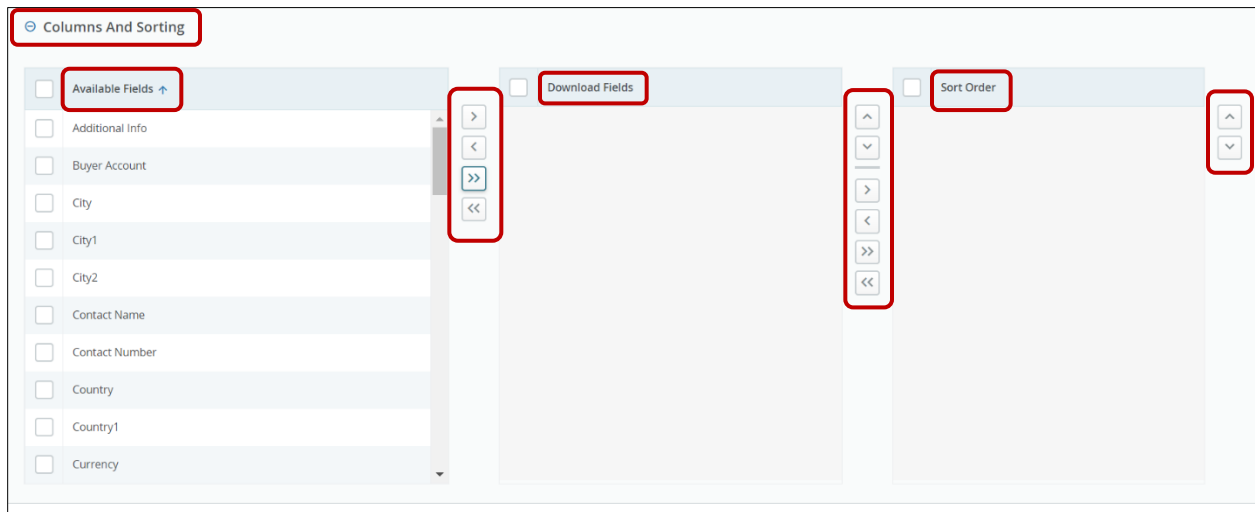 Columns And Sorting
Available Fields
Download Fields
Sort Order
Additional Info
Buyer Account
City
City1
City2
Contact Name
Contact Number
Country
Country1
Currency